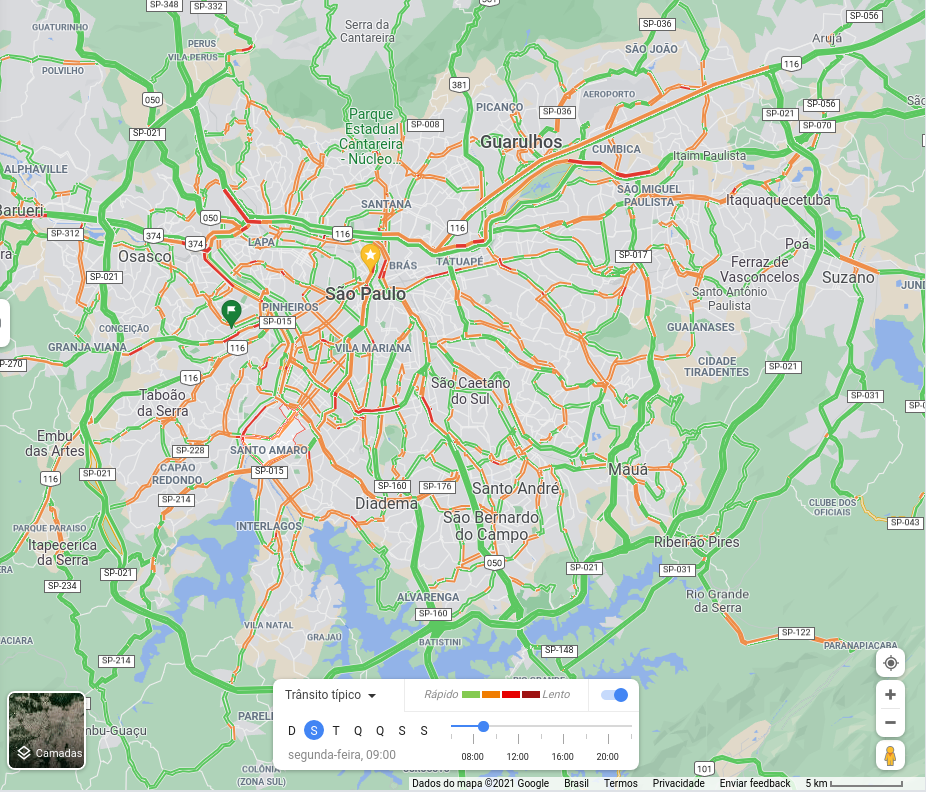 SP-348
SP-332
381
SP-056
GUATURINHO
Serra da
Cantareira
SP-036
Arujá
PERUS
SÃO JOÃO
VILA PERUS
POLVILHO
116
381
AEROPORTO
050
PICANÇO
SP-036
SP-056
SP-021
Parque
Estadual
Cantareira
- Núcleo...
SP-008
SP-021
SP-070
Guarulhos
CUMBICA
Itaim Paulista
ALPHAVILLE
SÃO MIGUEL
PAULISTA
Itaquaquecetuba
Barueri
SANTANA
050
SP-312
374
374
116
116
LAPA
Poá
Osasco
SP-017
BRÁS
TATUAPÉ
Ferraz de
Vasconcelos
SP-021
Suzano
São Paulo
Santo Antônio
Paulista
PINHEIROS
SP-015
CONCEIÇÃO
GUAIANASES
GRANJA VIANA
116
VILA MARIANA
SP-270
CIDADE
TIRADENTES
SP-021
116
São Caetano
do Sul
Taboão
da Serra
SP-031
Embu
das Artes
SP-228
SANTO AMARO
CAPÃO
REDONDO
SP-015
Mauá
116
SP-021
SP-160
SP-176
Santo André
SP-214
Diadema
CLUBE DOS
OFICIAIS
São Bernardo
do Campo
SP-043
PARQUE PARAISO
INTERLAGOS
Itapecerica
da Serra
Ribeirão Pires
050
SP-021
SP-021
SP-031
SP-234
ALVARENGA
Rio Grande
da Serra
SP-160
VILA NATAL
GRAJAÚ
BATISTINI
SP-122
ACIARA
PARANAPIACABA
SP-148
SP-214
Trânsito típico
Rápido
Lento
D S T Q Q S S
segunda-feira, 09:00
08:00 12:00 16:00 20:00
Camadas
COLÔNIA
(ZONA SUL)
101
Dados do mapa ©2021 Google Brasil Termos Privacidade Enviar feedback 5 km